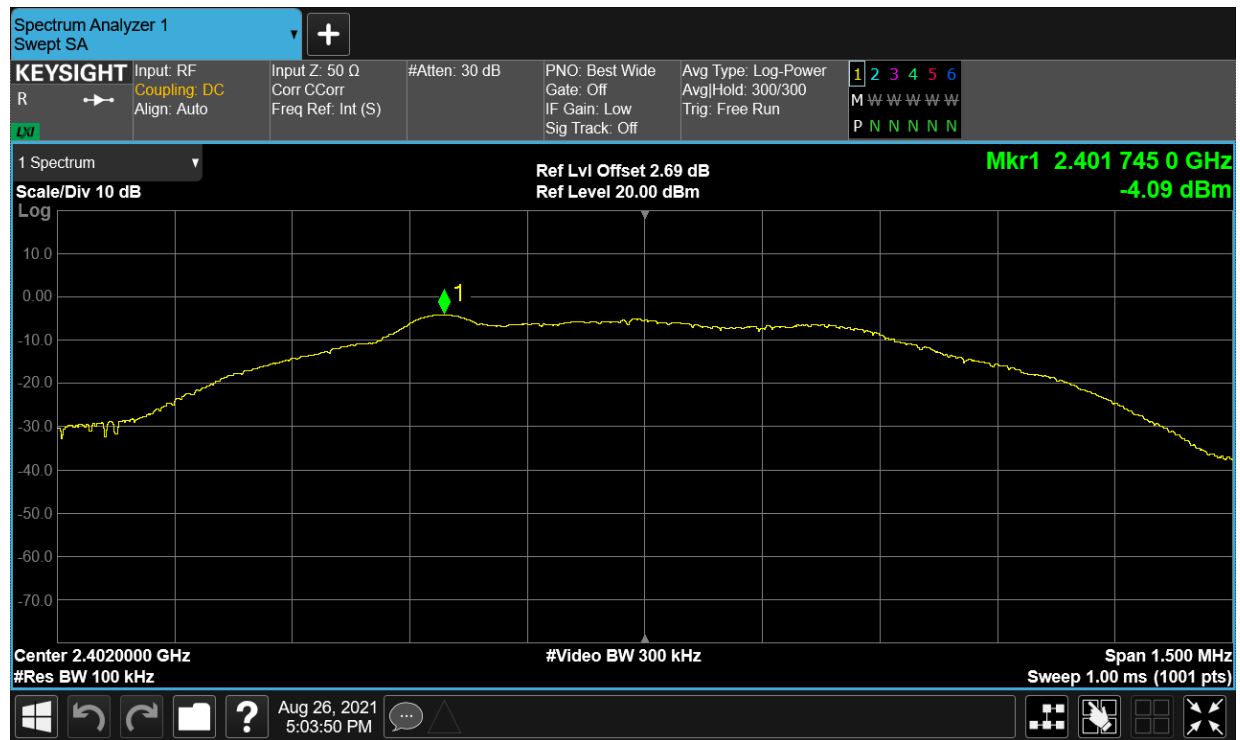 Spectrum Analyzer 1
Swept SA
KEYSIGHT
R
LXI
Input: RF
Coupling: DC
Align: Auto
Input Z: 50 Ω
Corr CCorr
Freq Ref: Int (S)
#Atten: 30 dB
PNO: Best Wide
Gate: Off
IF Gain: Low
Sig Track: Off
Avg Type: Log-Power
Avg|Hold: 300/300
Trig: Free Run
1 2 3 4 5 6
M W W W W W
P N N N N N
1 Spectrum
Scale/Div 10 dB
Log
Ref Lvl Offset 2.69 dB
Ref Level 20.00 dBm
Mkr1 2.401 745 0 GHz
-4.09 dBm
1
10.0
0.00
-10.0
-20.0
-30.0
-40.0
-50.0
-60.0
-70.0
Center 2.4020000 GHz
#Res BW 100 kHz
#Video BW 300 kHz
Span 1.500 MHz
Sweep 1.00 ms (1001 pts)
?
Aug 26, 2021
5:03:50 PM